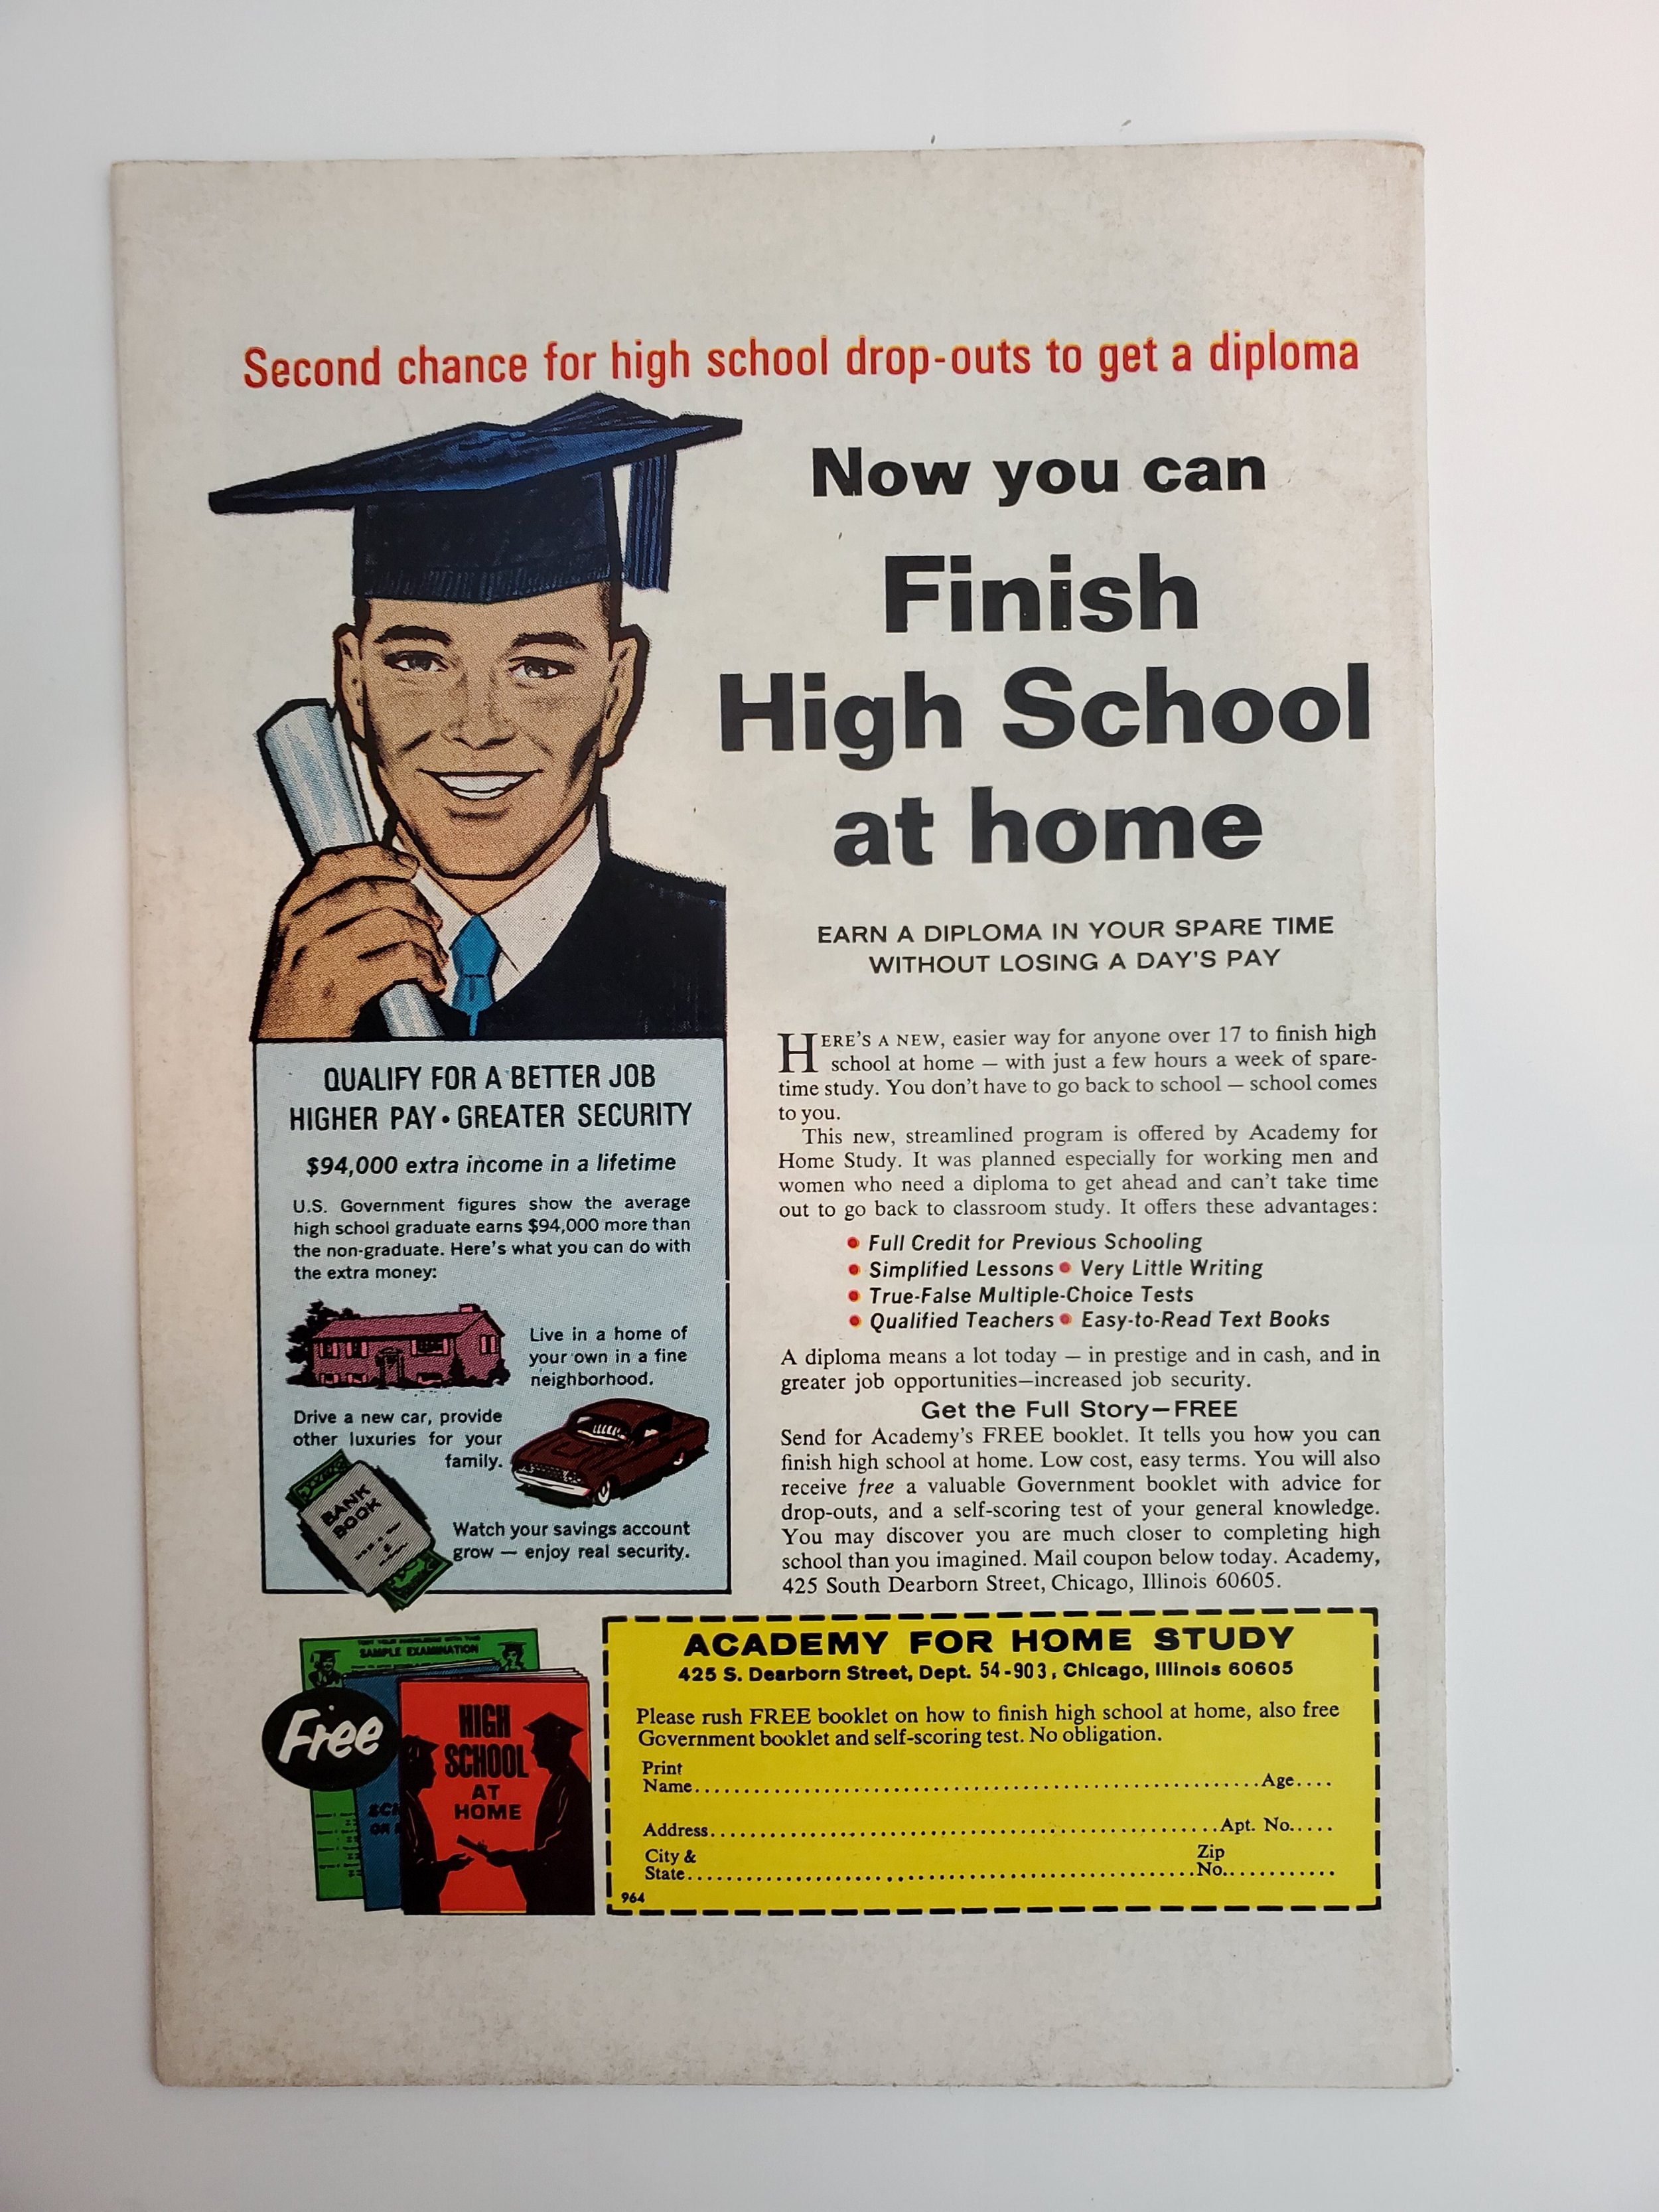 Second chance for high school drop-outs to get a diploma
Now you can
Finish
High School
at home
EARN A DIPLOMA IN YOUR SPARE TIME
WITHOUT LOSING A DAY'S PAY
QUALIFY FOR A BETTER JOB
HIGHER PAY • GREATER SECURITY
$94,000 extra income in a lifetime
U.S. Government figures show the average
high school graduate earns $94,000 more than
the non-graduate. Here's what you can do with
the extra money:
Live in a home of
your own in a fine
neighborhood.
Drive a new car, provide
other luxuries for your
family.
BANK
BOOK
Watch your savings account
grow — enjoy real security.
HERE'S A NEW, easier way for anyone over 17 to finish high
school at home — with just a few hours a week of spare-
time study. You don't have to go back to school — school comes
to you.
This new, streamlined program is offered by Academy for
Home Study. It was planned especially for working men and
women who need a diploma to get ahead and can't take time
out to go back to classroom study. It offers these advantages:
• Full Credit for Previous Schooling
• Simplified Lessons • Very Little Writing
• True-False Multiple-Choice Tests
• Qualified Teachers • Easy-to-Read Text Books
A diploma means a lot today — in prestige and in cash, and in
greater job opportunities—increased job security.
Get the Full Story—FREE
Send for Academy's FREE booklet. It tells you how you can
finish high school at home. Low cost, easy terms. You will also
receive free a valuable Government booklet with advice for
drop-outs, and a self-scoring test of your general knowledge.
You may discover you are much closer to completing high
school than you imagined. Mail coupon below today. Academy,
425 South Dearborn Street, Chicago, Illinois 60605.
SAMPLE EXAMINATION
Free
HIGH
SCHOOL
AT
HOME
ACADEMY FOR HOME STUDY
425 S. Dearborn Street, Dept. 54-903, Chicago, Illinois 60605
Please rush FREE booklet on how to finish high school at home, also free
Government booklet and self-scoring test. No obligation.
Print
Name..........Age....
Address..........Apt. No.....
City & Zip
State..........No..........
964